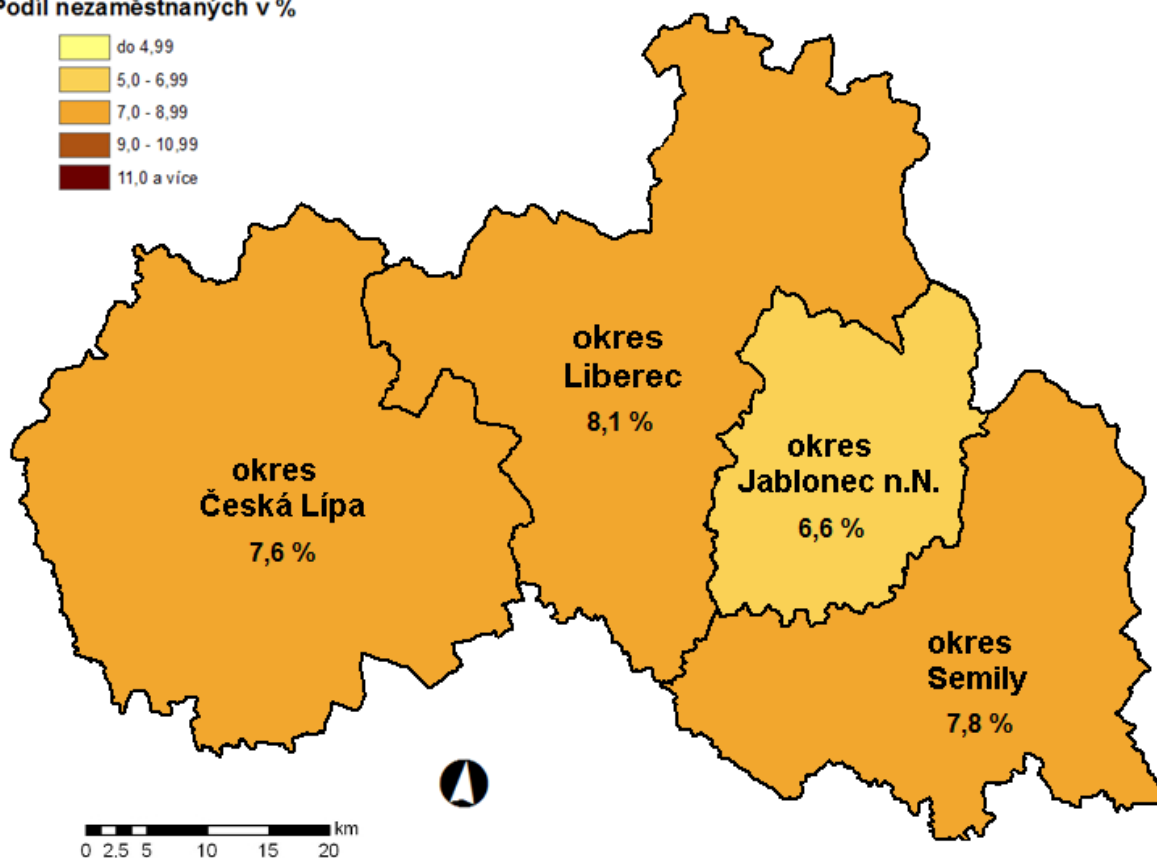 Podíl nezaměstnaných v %
do 4,99
5,0 - 6,99
7,0 - 8,99
9,0 - 10,99
11,0 a více
okres
Liberec
8,1 %
okres
Jablonec n.N.
6,6 %
okres
Česká Lípa
7,6 %
okres
Semily
7,8 %
km
0 2,5 5 10 15 20